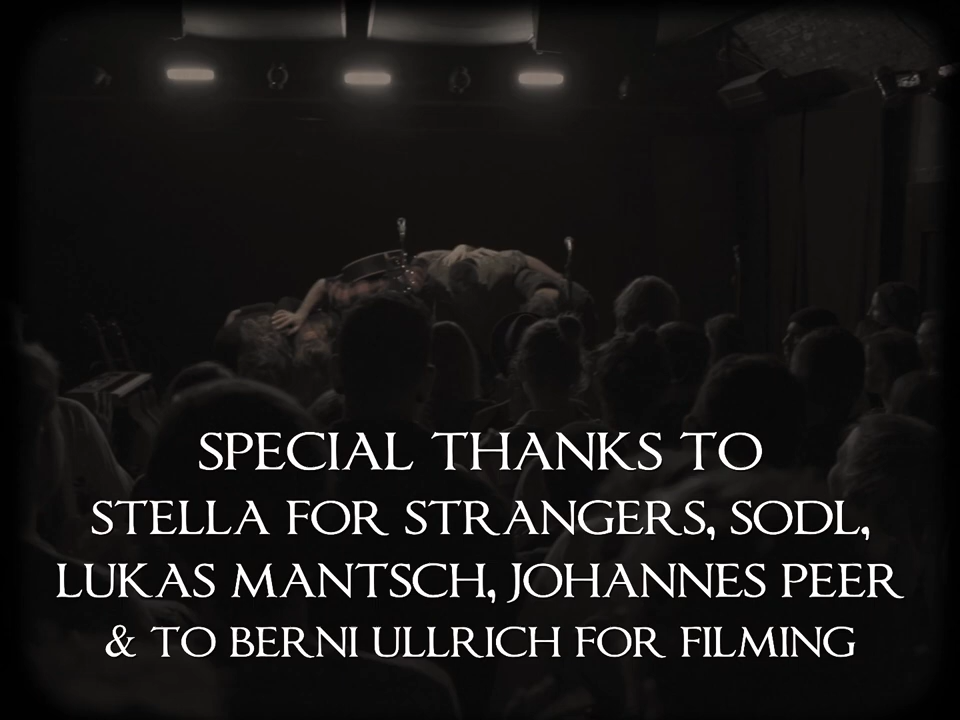 SPECIAL THANKS TO
STELLA FOR STRANGERS, SODL,
LUKAS MANTSCH, JOHANNES PEER
& TO BERNI ULLRICH FOR FILMING